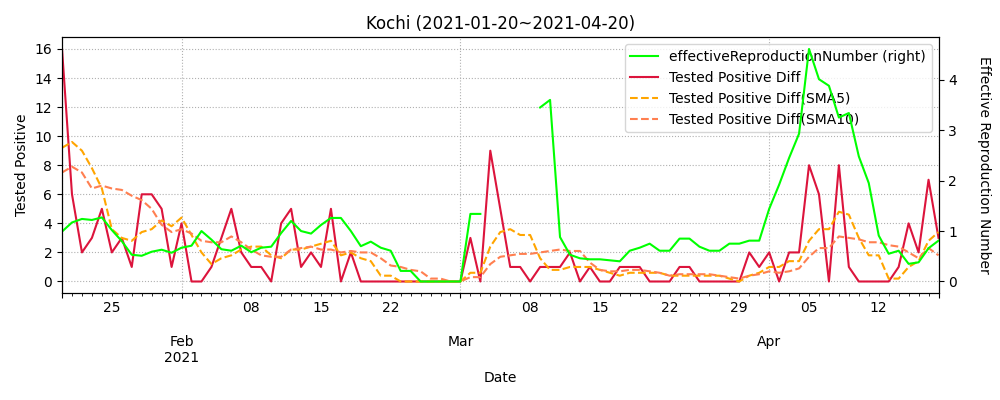 Kochi (2021-01-20~2021-04-20)
effectiveReproductionNumber (right)
Tested Positive Diff
Tested Positive Diff(SMA5)
Tested Positive Diff(SMA10)
Tested Positive
16
14
12
10
8
6
4
2
0
Effective Reproduction Number
4
3
2
1
0
25 08 15 22 08 15 22 29 05 12
Feb Mar Apr
2021
Date